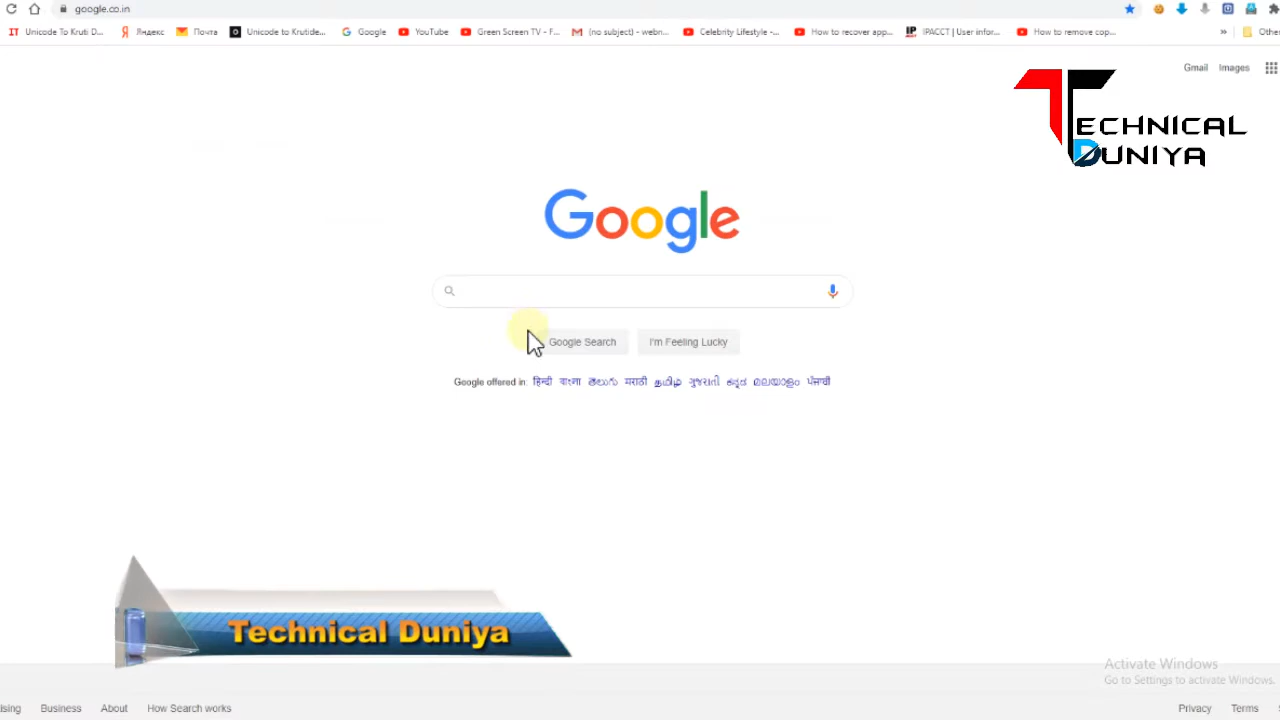 google.co.in
Unicode To Kruti D...
Яндекс
Почта
Unicode to Krutide...
Google
YouTube
Green Screen TV - F...
(no subject) - webn...
Celebrity Lifestyle -...
How to recover app...
IPACCT | User infor...
How to remove cop...
»
Gmail Images
TECHNICAL
DUNIYA
Google
Google Search I'm Feeling Lucky
Google offered in: हिन्दी বাংলা తెలుగు मराठी தமிழ் ગુજરાતી ಕನ್ನಡ മലയാളം ਪੰਜਾਬੀ
Technical Duniya
Activate Windows
Go to Settings to activate Windows.
Business About How Search works
Privacy Terms